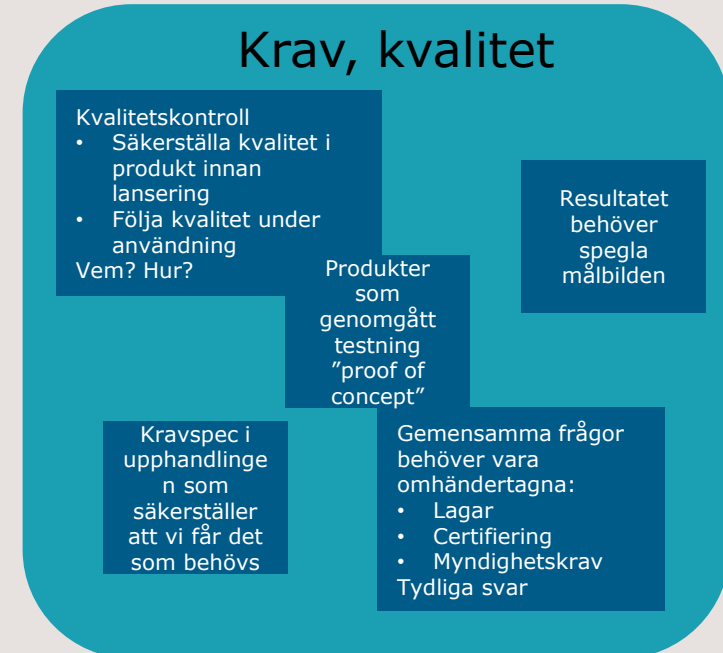 Krav, kvalitet
Kvalitetskontroll
• Säkerställa kvalitet i
produkt innan
lansering
• Följa kvalitet under
användning
Vem? Hur?
Resultatet
behöver
spegla
målbilden
Produkter
som
genomgått
testning
”proof of
concept”
Kravspec i
upphandlinge
n som
säkerställer
att vi får det
som behövs
Gemensamma frågor
behöver vara
omhändertagna:
• Lagar
• Certifiering
• Myndighetskrav
Tydliga svar